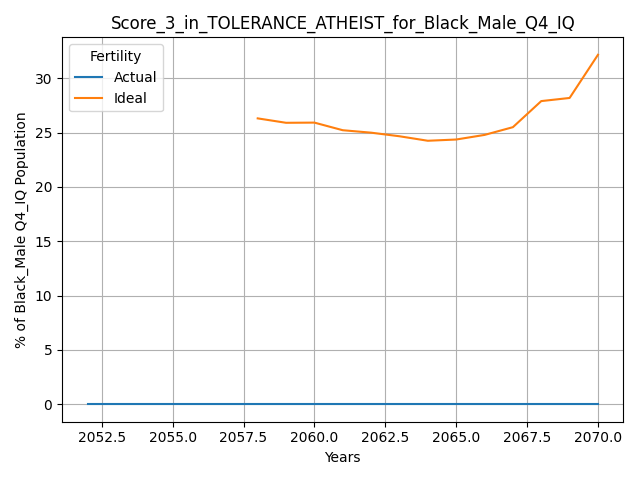 Score_3_in_TOLERANCE_ATHEIST_for_Black_Male_Q4_IQ
Fertility
Actual
Ideal
% of Black_Male Q4_IQ Population
30
25
20
15
10
5
0
2052.5 2055.0 2057.5 2060.0 2062.5 2065.0 2067.5 2070.0
Years